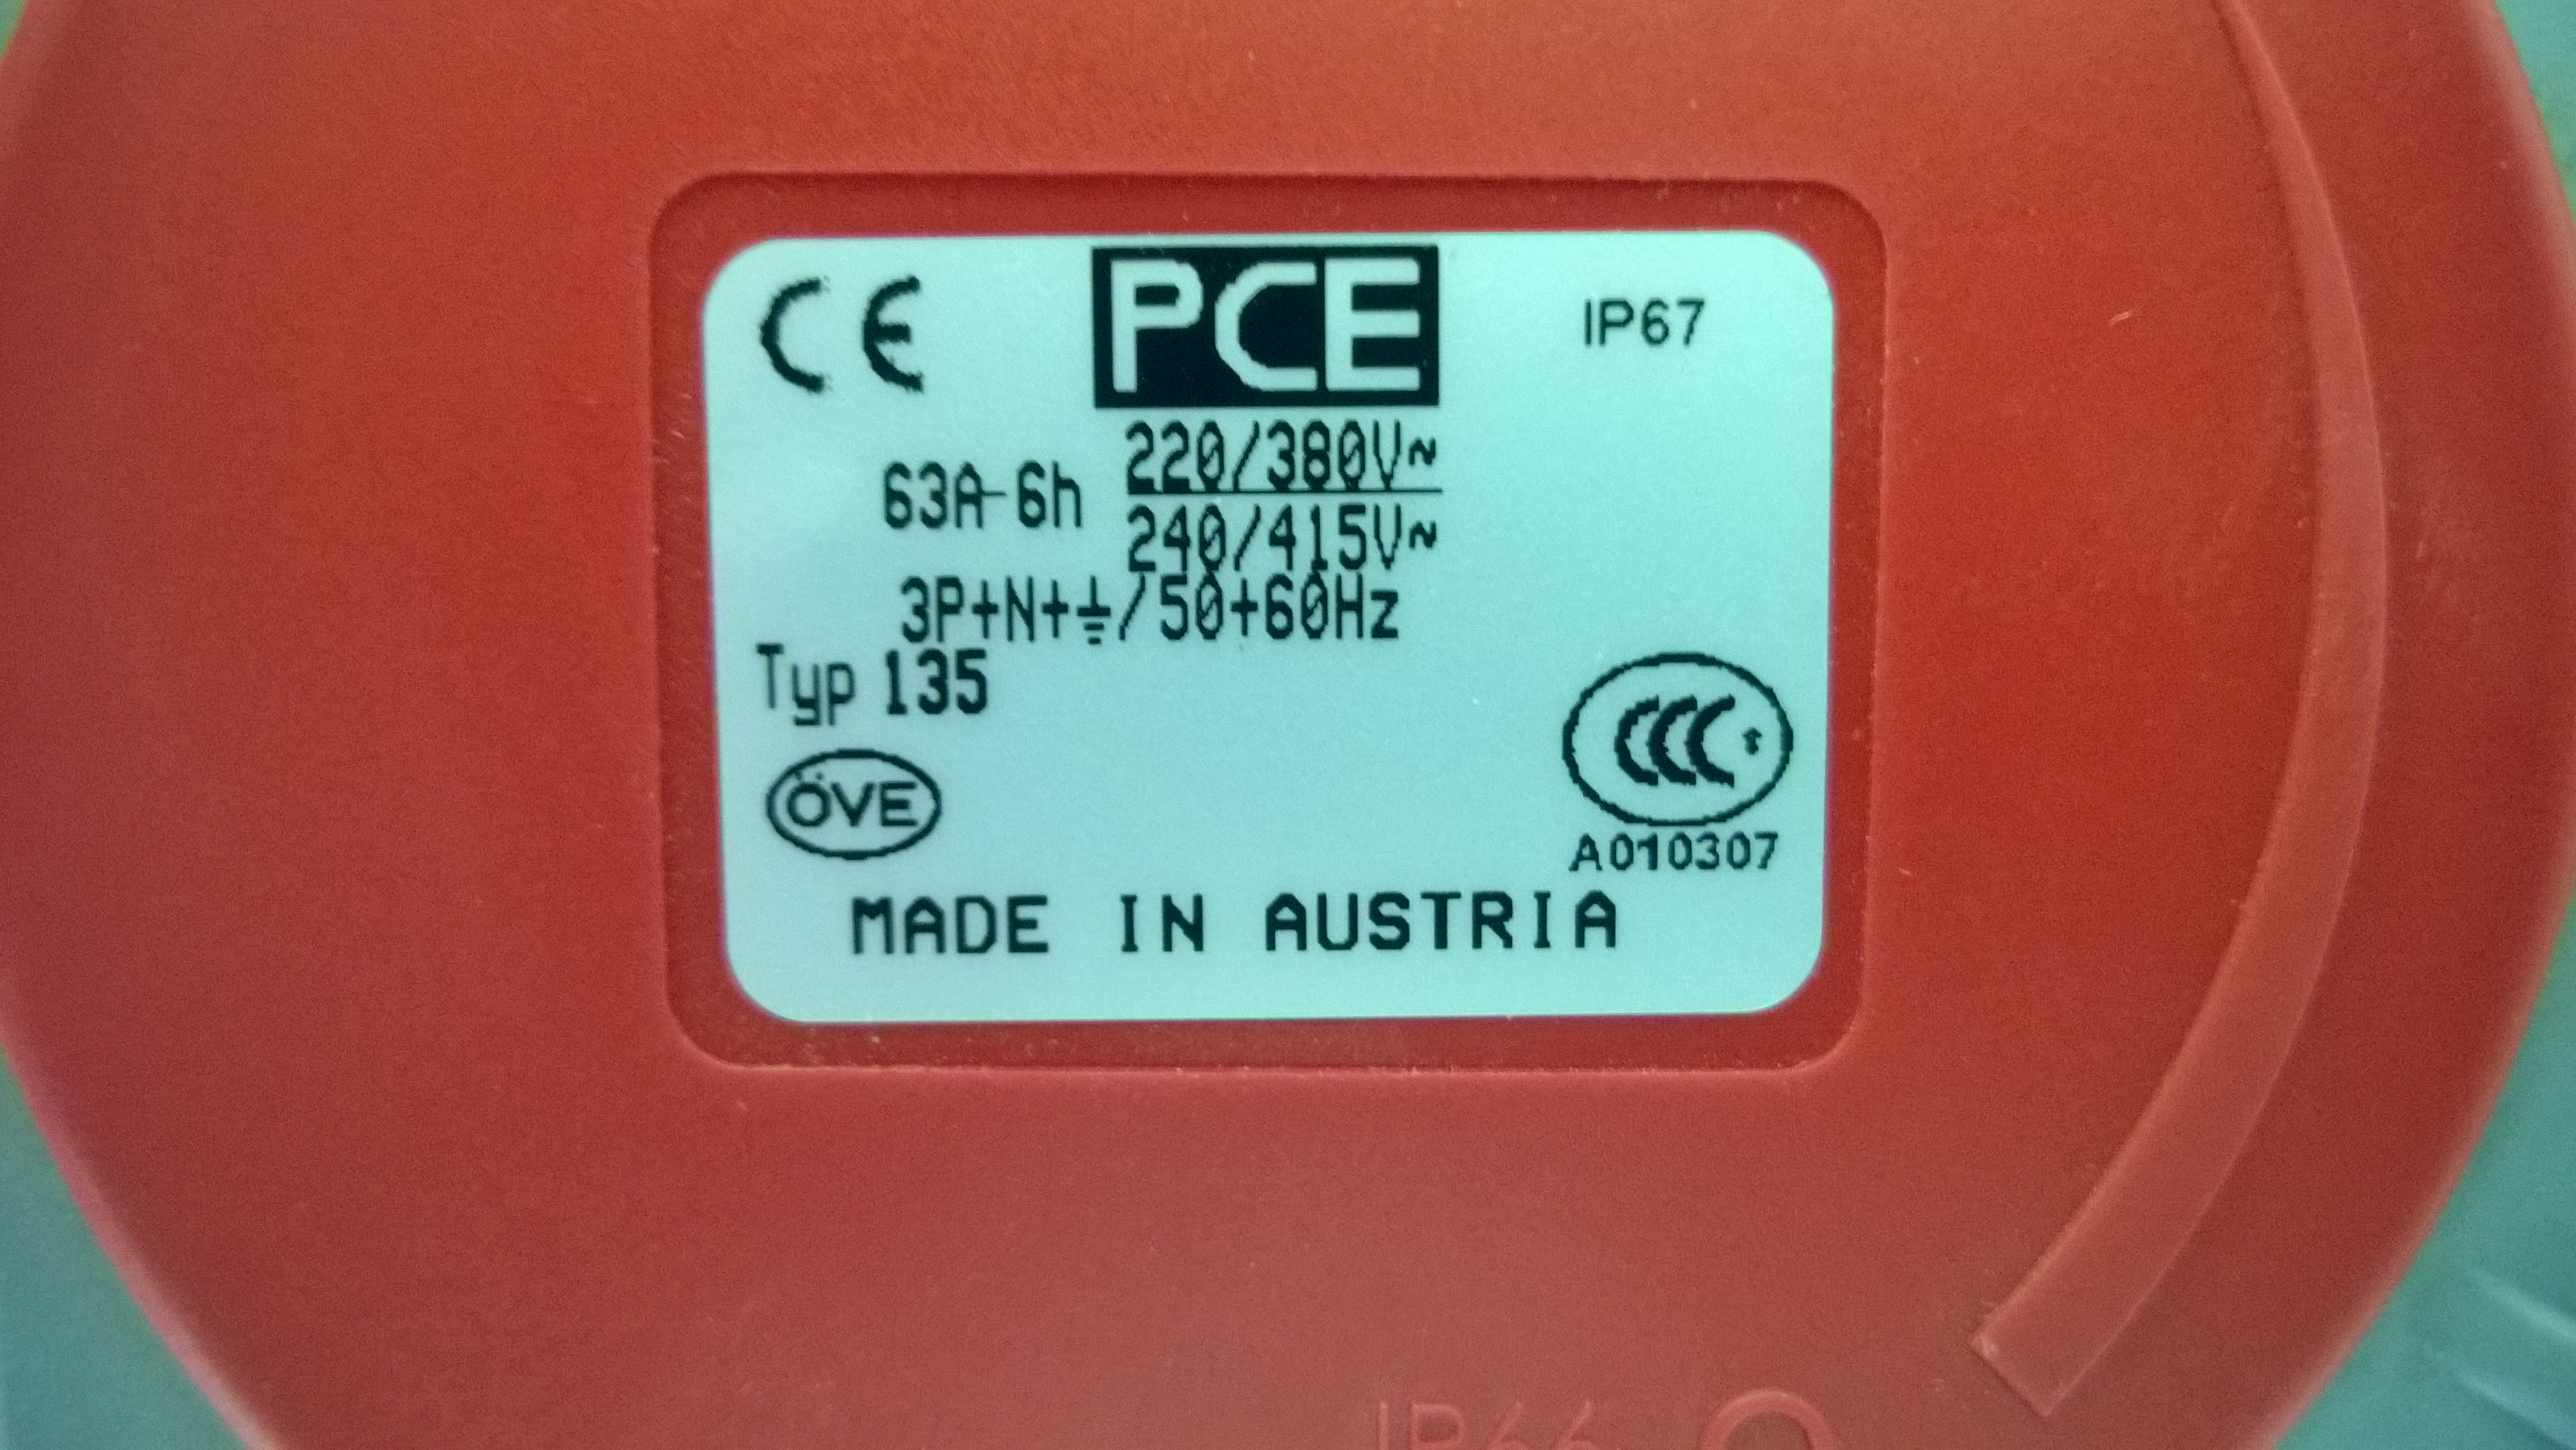 CE PCE IP67
63A-6h 220/380V~
240/415V~
3P+N+⏚/50+60Hz
Typ 135
CCC
ÖVE
A010307
MADE IN AUSTRIA
IP66